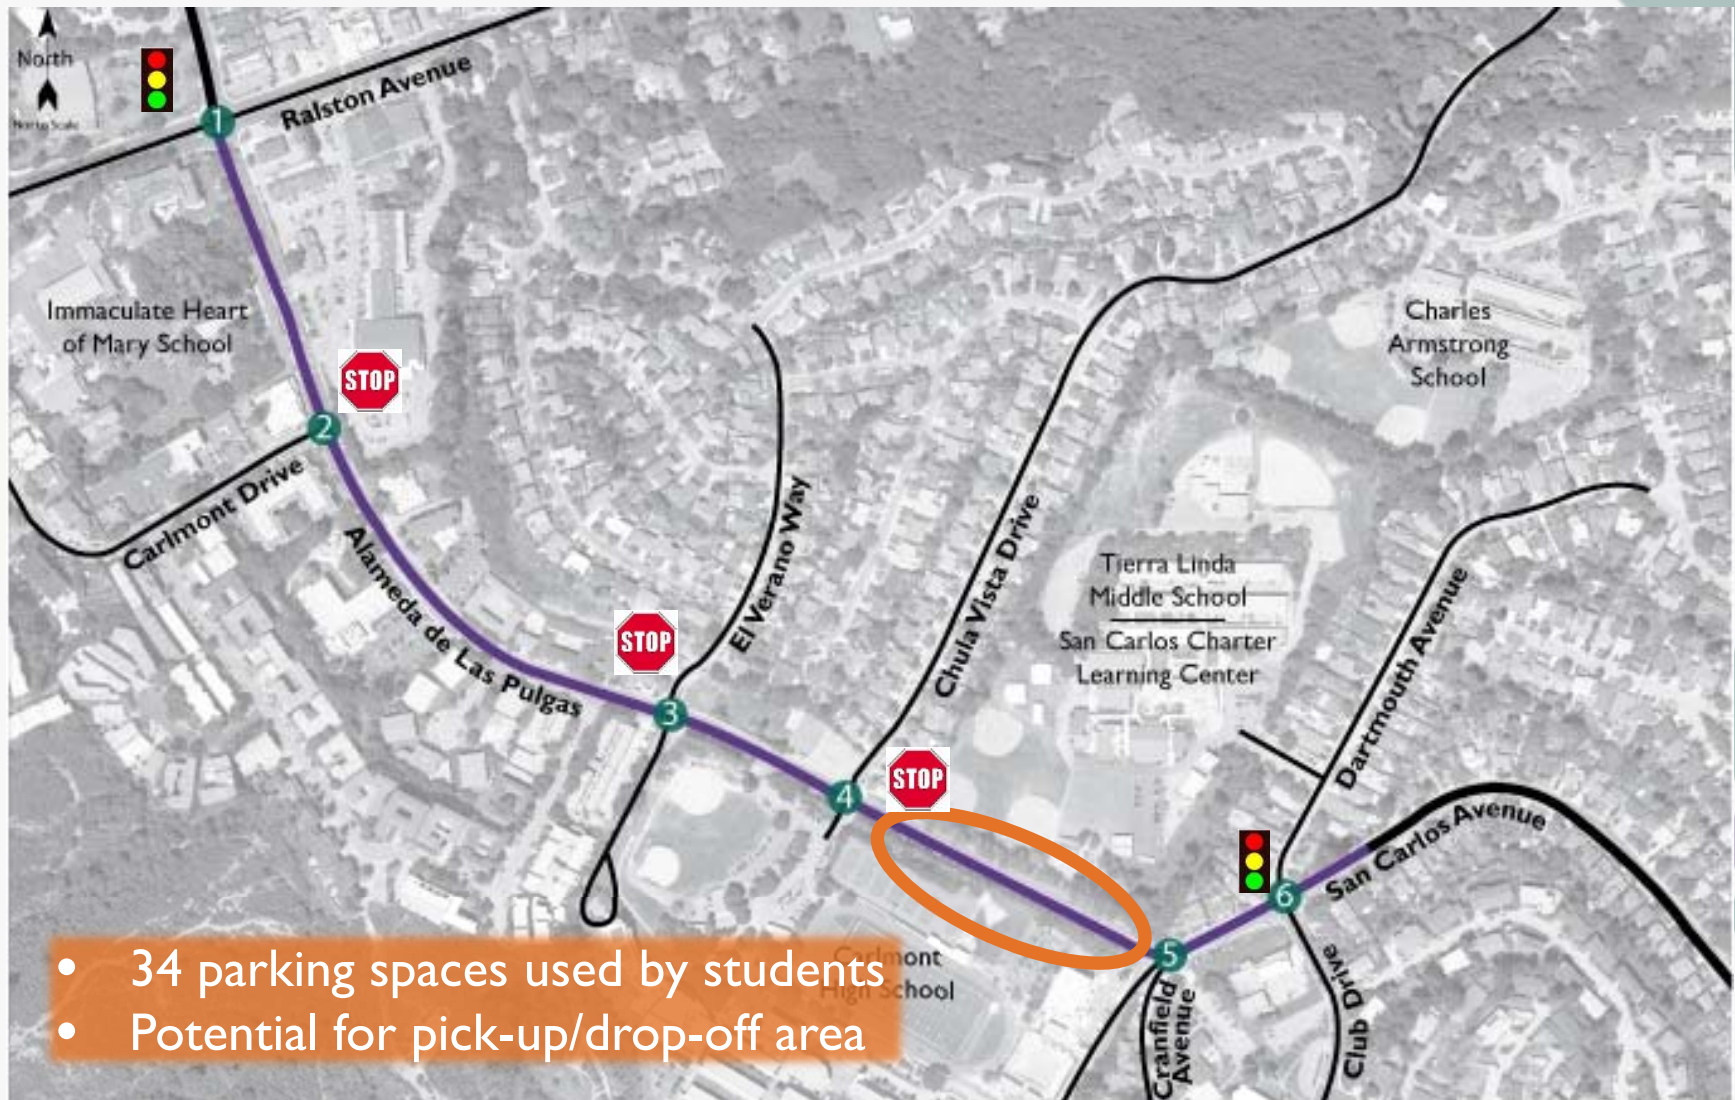 North
Not to Scale
1
Ralston Avenue
Immaculate Heart
of Mary School
STOP
2
Carlmont Drive
Alameda de Las Pulgas
STOP
3
El Verano Way
Chula Vista Drive
4
STOP
Charles
Armstrong
School
Tierra Linda
Middle School
San Carlos Charter
Learning Center
Dartmouth Avenue
San Carlos Avenue
6
5
Cranfield
Avenue
Club Drive
Carlmont
High School
• 34 parking spaces used by students
• Potential for pick-up/drop-off area